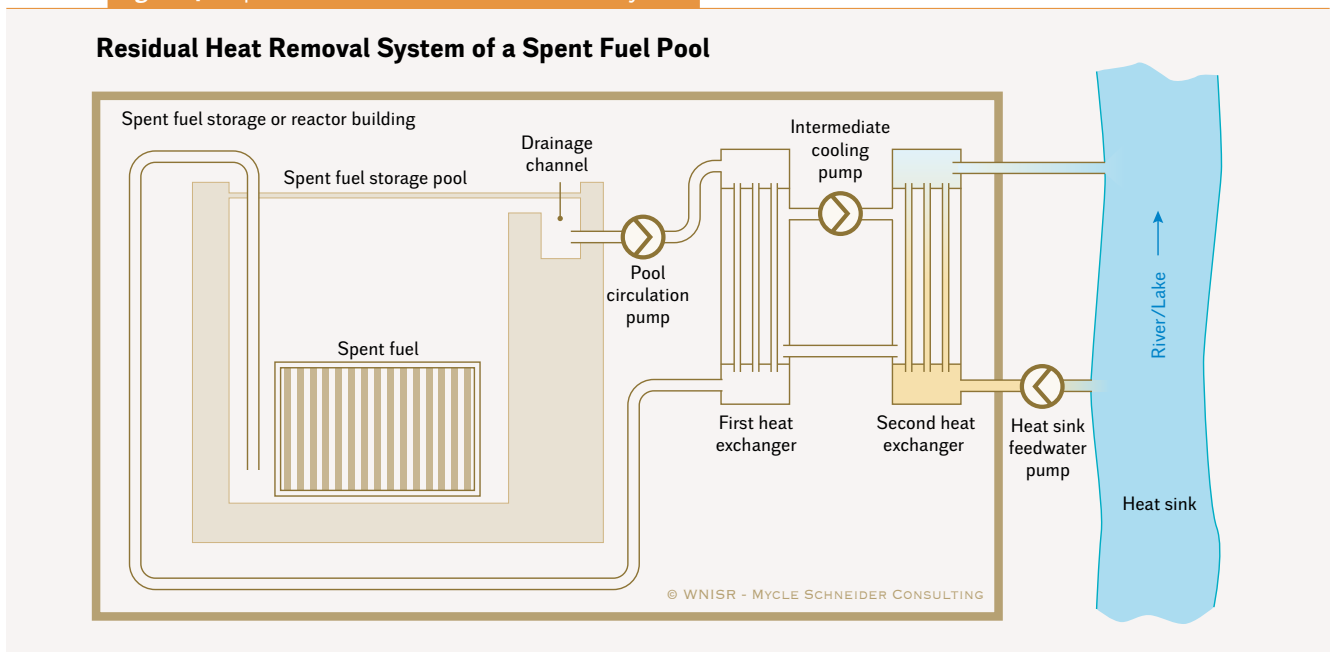 Residual Heat Removal System of a Spent Fuel Pool
Spent fuel storage or reactor building
Drainage
channel
Intermediate
cooling
pump
Spent fuel storage pool
Pool
circulation
pump
Spent fuel
First heat
exchanger
Second heat
exchanger
Heat sink
feedwater
pump
River/Lake
Heat sink
© WNISR - Mycle Schneider Consulting